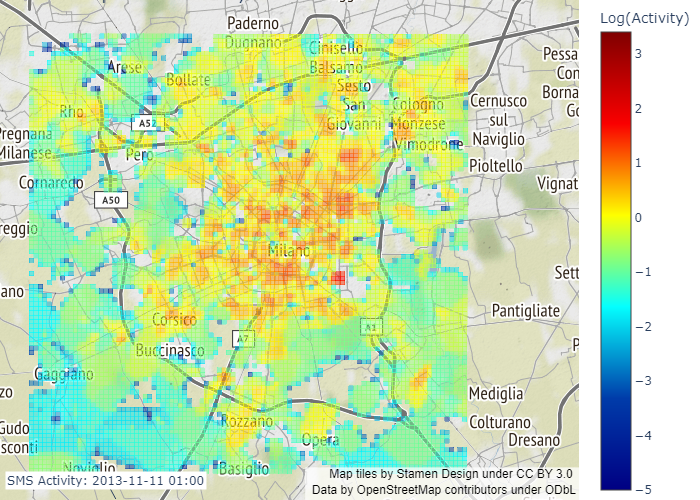 Log(Activity)
Paderno
Dugnano
Cinisello
Balsamo
Arese
Bollate
Sesto
San
Giovanni
Pessa
Con
Borna
Go
Rho
Cologno
Monzese
Cernusco
sul
Naviglio
A52
Pregnana
Milanese
Pero
Vimodrone
Pioltello
Cornaredo
Vignat
A50
reggio
Milano
Sett
ano
Pantigliate
Corsico
A7
A1
Buccinasco
P
Gaggiano
zo
Mediglia
Rozzano
Colturano
Gudo
Dresano
sconti
Opera
Noviglio
Basiglio
SMS Activity: 2013-11-11 01:00
Map tiles by Stamen Design under CC BY 3.0
Data by OpenStreetMap contributors under ODbL
3
2
1
0
−1
−2
−3
−4
−5